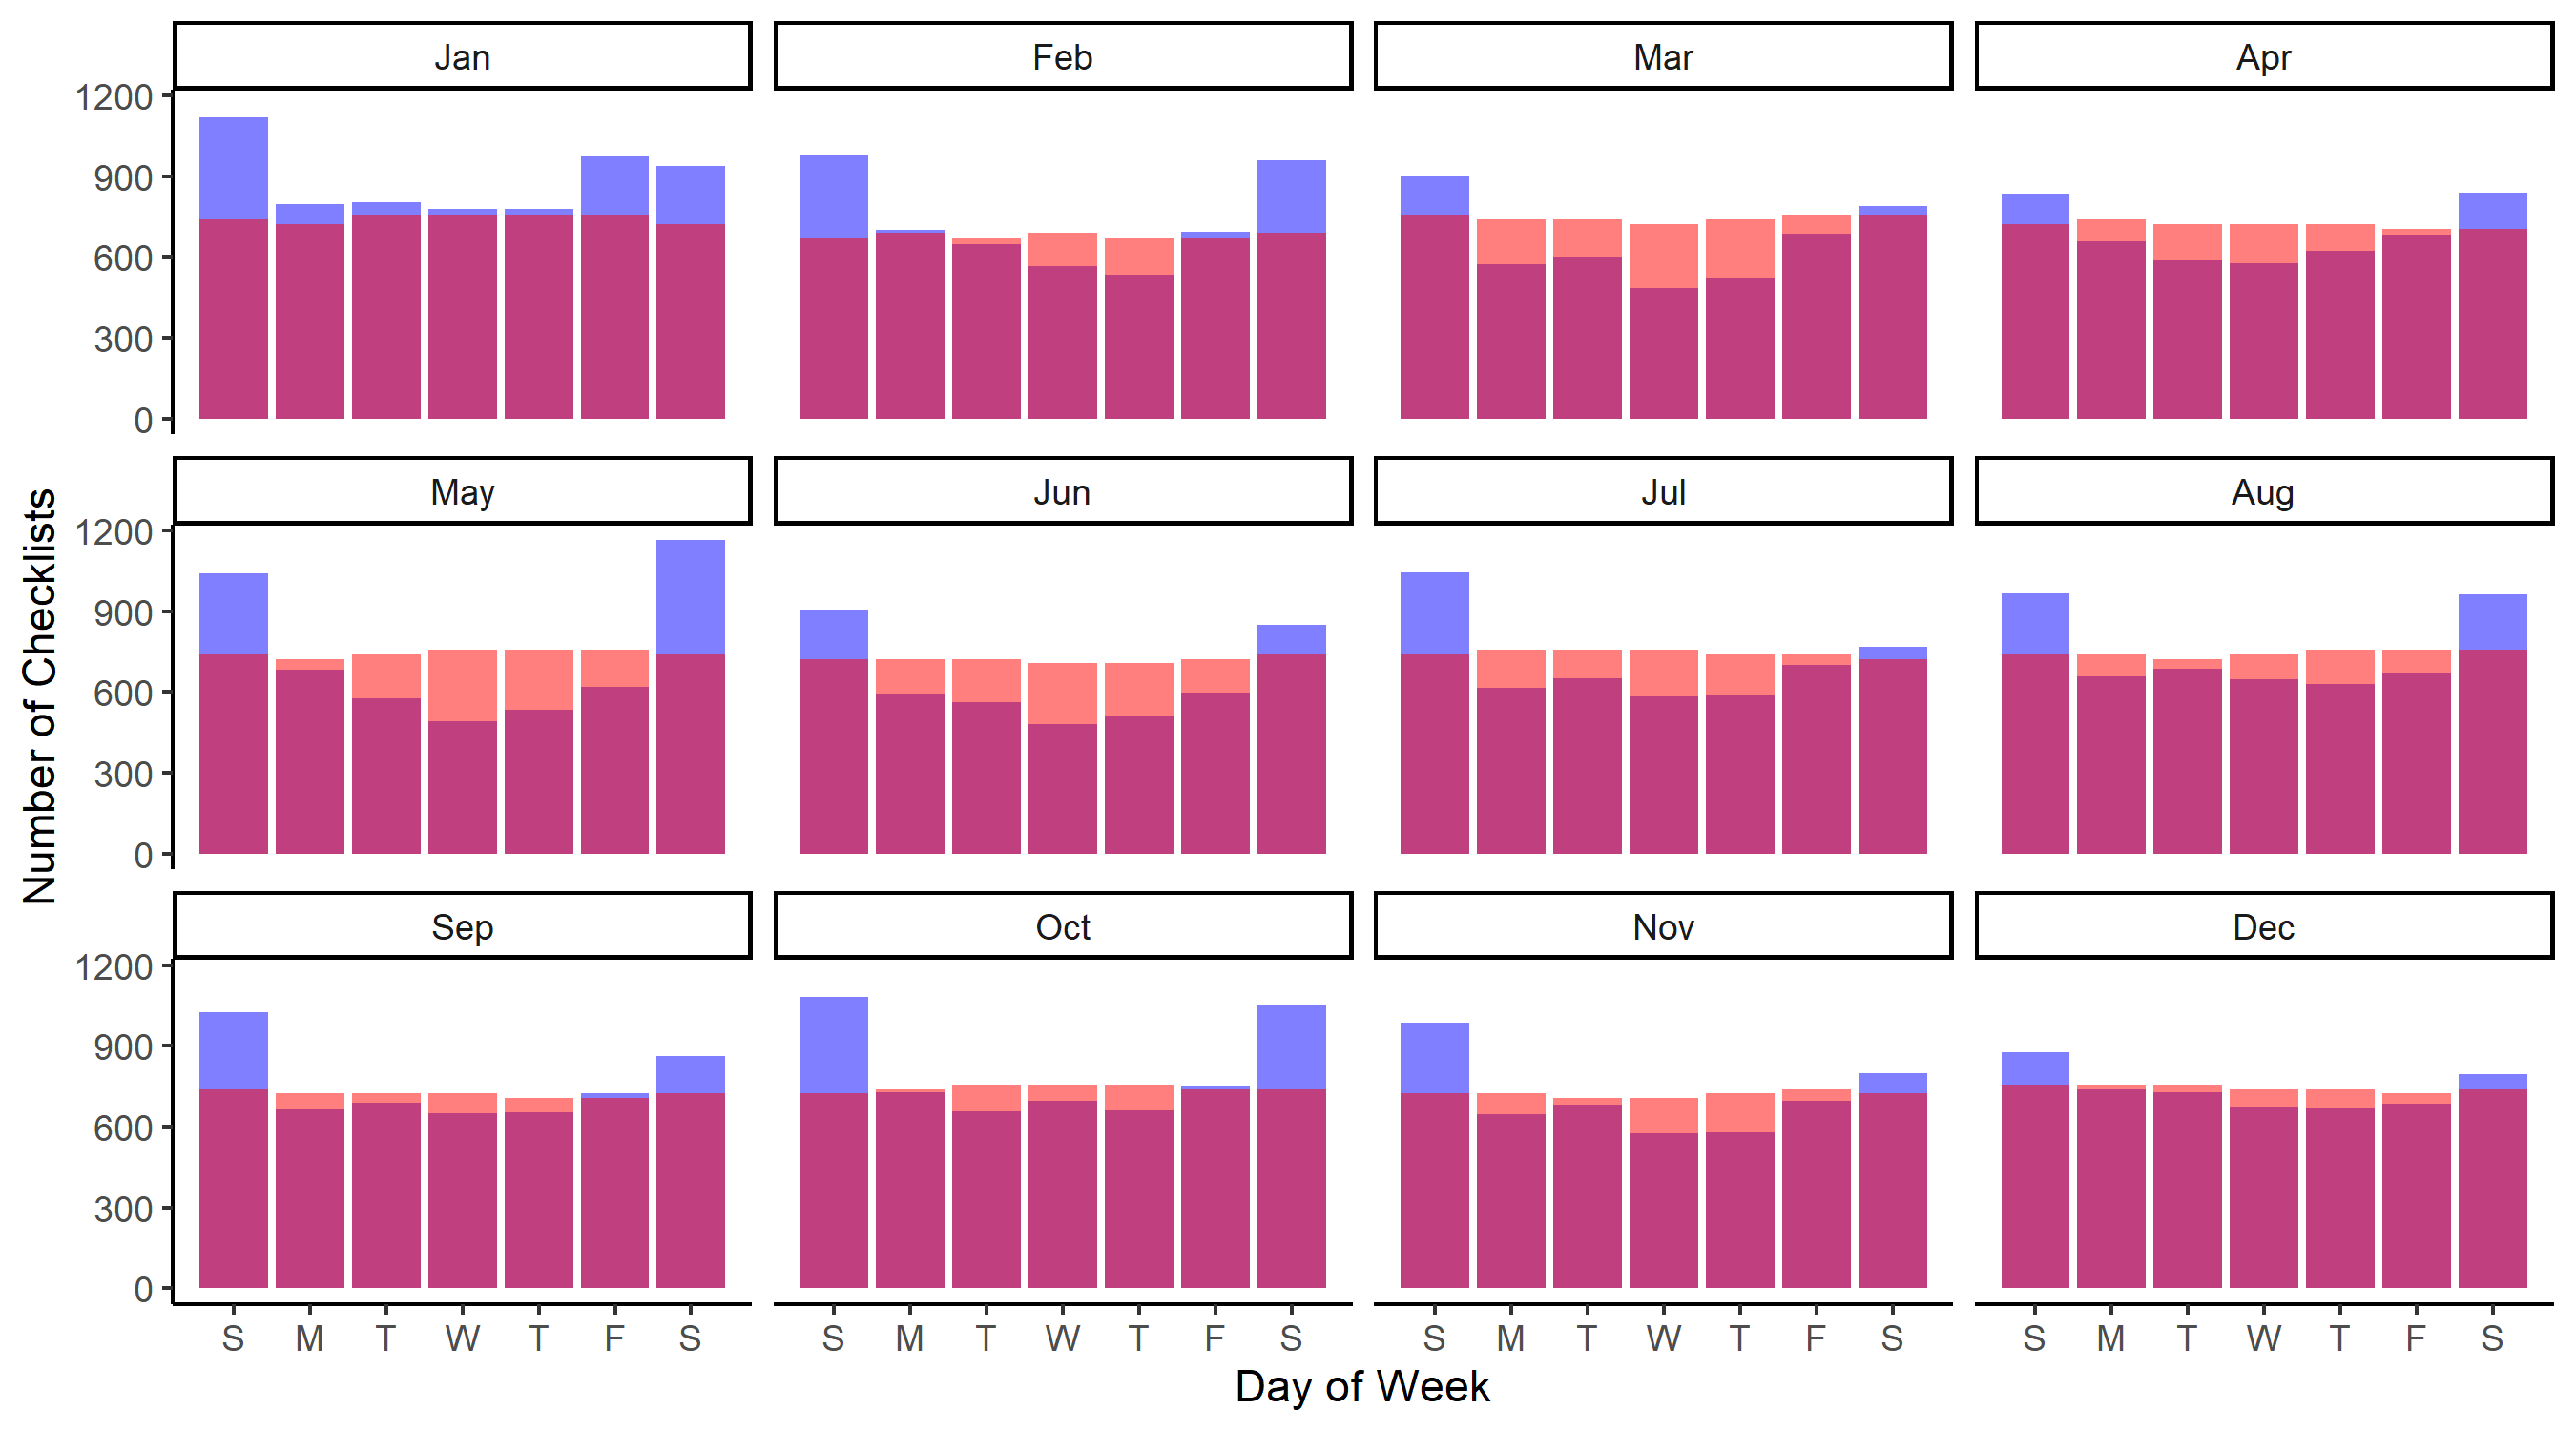 Jan Feb Mar Apr
1200
900
600
300
0
May Jun Jul Aug
1200
900
600
300
0
Number of Checklists
Sep Oct Nov Dec
1200
900
600
300
0
S M T W T F S S M T W T F S S M T W T F S S M T W T F S
Day of Week